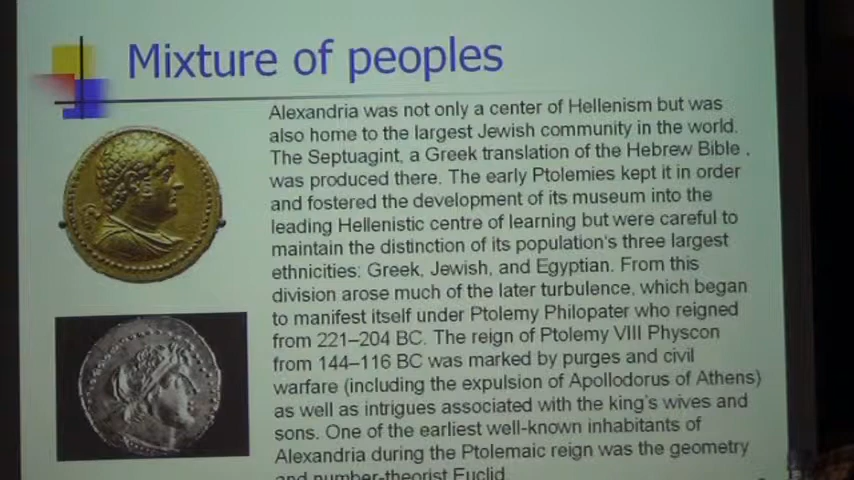 Mixture of peoples
Alexandria was not only a center of Hellenism but was
also home to the largest Jewish community in the world.
The Septuagint, a Greek translation of the Hebrew Bible ,
was produced there. The early Ptolemies kept it in order
and fostered the development of its museum into the
leading Hellenistic centre of learning but were careful to
maintain the distinction of its population's three largest
ethnicities: Greek, Jewish, and Egyptian. From this
division arose much of the later turbulence, which began
to manifest itself under Ptolemy Philopater who reigned
from 221–204 BC. The reign of Ptolemy VIII Physcon
from 144–116 BC was marked by purges and civil
warfare (including the expulsion of Apollodorus of Athens)
as well as intrigues associated with the king's wives and
sons. One of the earliest well-known inhabitants of
Alexandria during the Ptolemaic reign was the geometry
and number-theorist Euclid